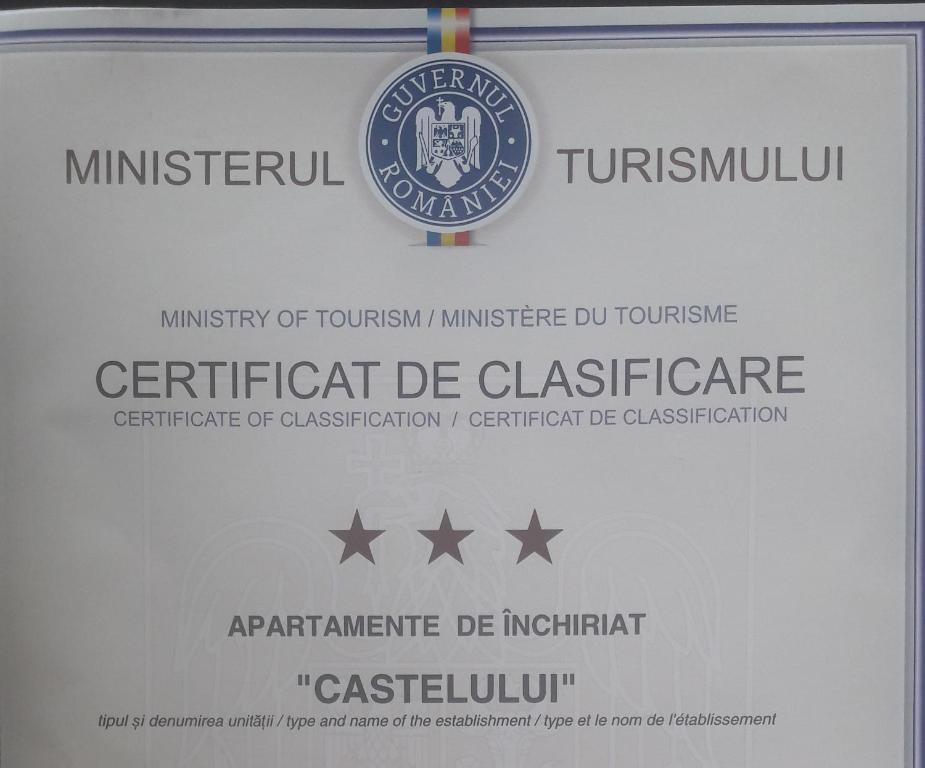 GUVERNUL
ROMÂNIEI
MINISTERUL TURISMULUI
MINISTRY OF TOURISM / MINISTÈRE DU TOURISME
CERTIFICAT DE CLASIFICARE
CERTIFICATE OF CLASSIFICATION / CERTIFICAT DE CLASSIFICATION
APARTAMENTE DE ÎNCHIRIAT
"CASTELULUI"
tipul și denumirea unității / type and name of the establishment / type et le nom de l'établissement